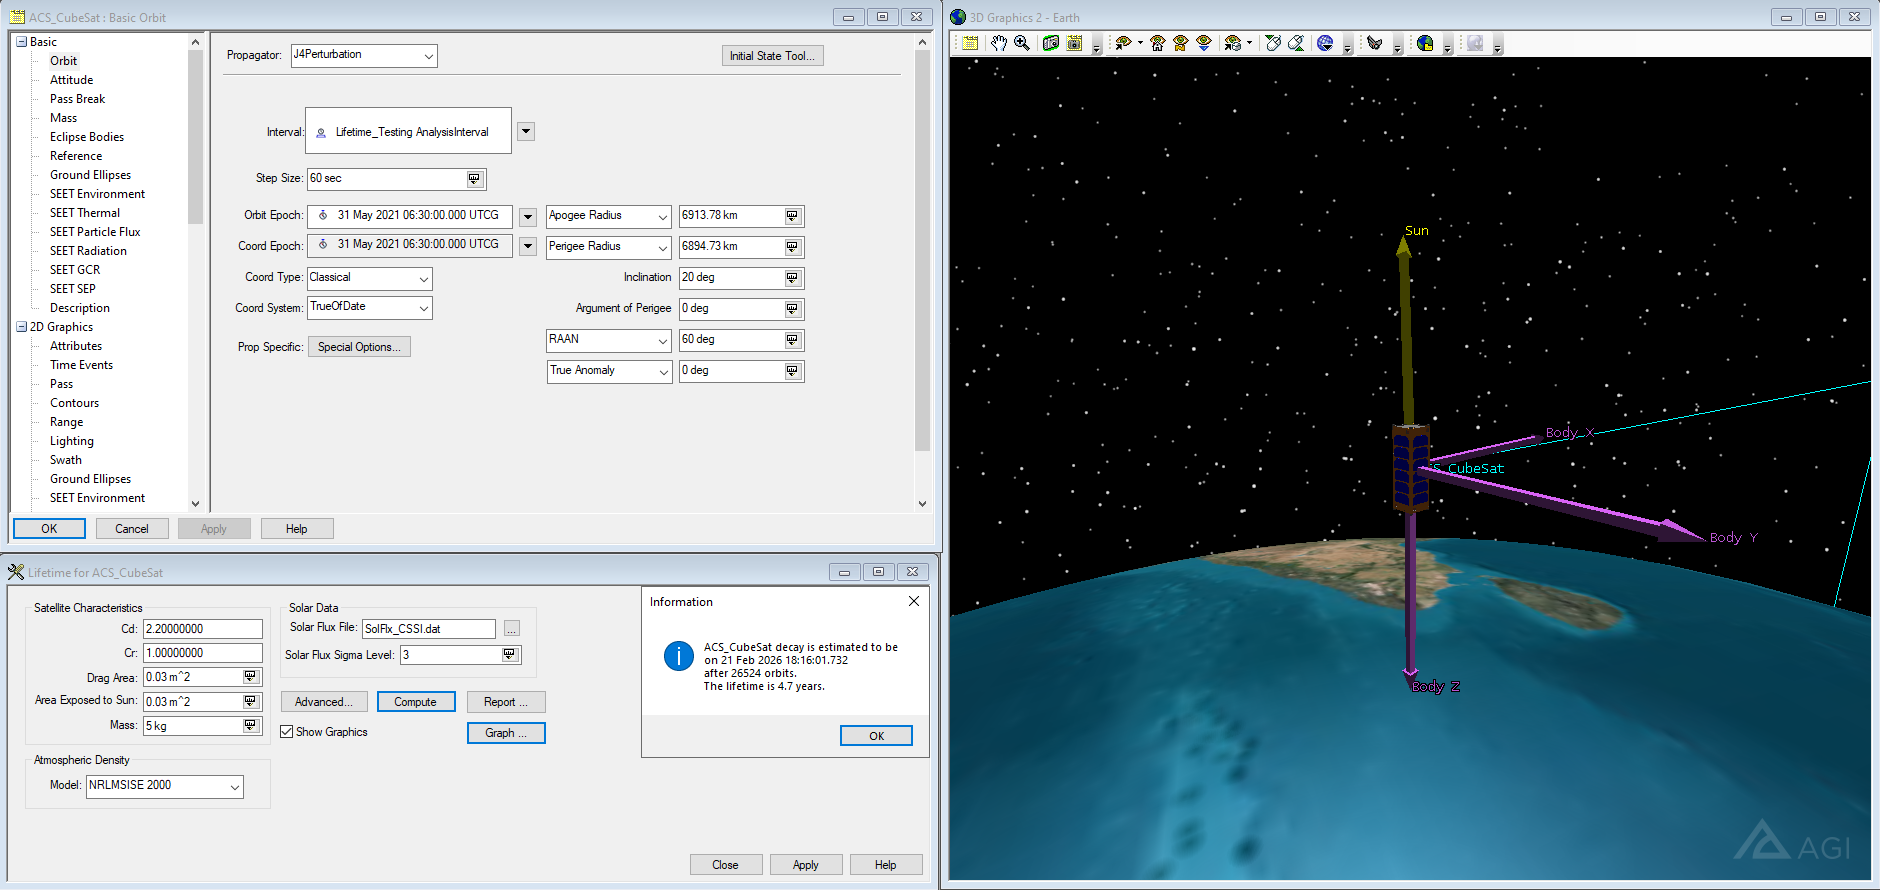 ACS_CubeSat : Basic Orbit
Basic
Orbit
Attitude
Pass Break
Mass
Eclipse Bodies
Reference
Ground Ellipses
SEET Environment
SEET Thermal
SEET Particle Flux
SEET Radiation
SEET GCR
SEET SEP
Description
2D Graphics
Attributes
Time Events
Pass
Contours
Range
Lighting
Swath
Ground Ellipses
SEET Environment
Propagator: J4Perturbation
Initial State Tool...
Interval: Lifetime_Testing AnalysisInterval
Step Size: 60 sec
Orbit Epoch: 31 May 2021 06:30:00.000 UTCG Apogee Radius 6913.78 km
Coord Epoch: 31 May 2021 06:30:00.000 UTCG Perigee Radius 6894.73 km
Coord Type: Classical Inclination 20 deg
Coord System: TrueOfDate Argument of Perigee 0 deg
Prop Specific: Special Options... RAAN 60 deg
True Anomaly 0 deg
OK Cancel Apply Help
Lifetime for ACS_CubeSat
Satellite Characteristics
Cd: 2.20000000
Cr: 1.00000000
Drag Area: 0.03 m^2
Area Exposed to Sun: 0.03 m^2
Mass: 5 kg
Atmospheric Density
Model: NRLMSISE 2000
Solar Data
Solar Flux File: SolFlx_CSSI.dat ...
Solar Flux Sigma Level: 3
Advanced... Compute Report ...
Show Graphics Graph ...
Information
ACS_CubeSat decay is estimated to be
on 21 Feb 2026 18:16:01.732
after 26524 orbits.
The lifetime is 4.7 years.
OK
Close Apply Help
3D Graphics 2 - Earth
Sun
Body X
CubeSat
Body Y
Body Z
AGI